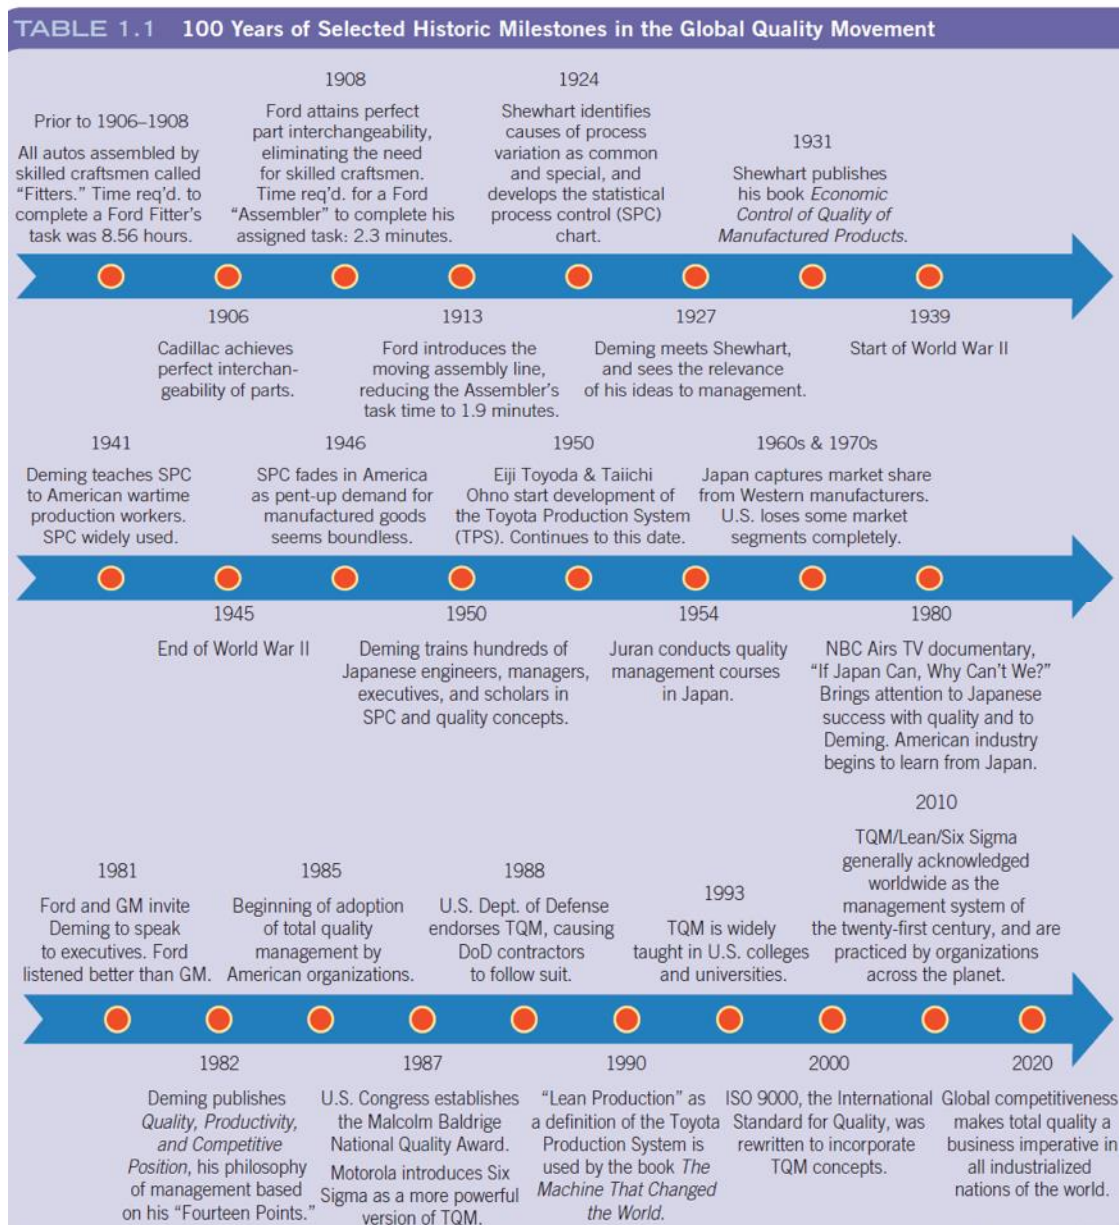 TABLE 1.1 100 Years of Selected Historic Milestones in the Global Quality Movement
Prior to 1906–1908
All autos assembled by
skilled craftsmen called
“Fitters.” Time req’d. to
complete a Ford Fitter’s
task was 8.56 hours.
1908
Ford attains perfect
part interchangeability,
eliminating the need
for skilled craftsmen.
Time req’d. for a Ford
“Assembler” to complete his
assigned task: 2.3 minutes.
1924
Shewhart identifies
causes of process
variation as common
and special, and
develops the statistical
process control (SPC)
chart.
1931
Shewhart publishes
his book Economic
Control of Quality of
Manufactured Products.
1906
Cadillac achieves
perfect interchan-
geability of parts.
1913
Ford introduces the
moving assembly line,
reducing the Assembler’s
task time to 1.9 minutes.
1927
Deming meets Shewhart,
and sees the relevance
of his ideas to management.
1939
Start of World War II
1941
Deming teaches SPC
to American wartime
production workers.
SPC widely used.
1946
SPC fades in America
as pent-up demand for
manufactured goods
seems boundless.
1950
Eiji Toyoda & Taiichi
Ohno start development of
the Toyota Production System
(TPS). Continues to this date.
1960s & 1970s
Japan captures market share
from Western manufacturers.
U.S. loses some market
segments completely.
1945
End of World War II
1950
Deming trains hundreds of
Japanese engineers, managers,
executives, and scholars in
SPC and quality concepts.
1954
Juran conducts quality
management courses
in Japan.
1980
NBC Airs TV documentary,
“If Japan Can, Why Can’t We?”
Brings attention to Japanese
success with quality and to
Deming. American industry
begins to learn from Japan.
1981
Ford and GM invite
Deming to speak
to executives. Ford
listened better than GM.
1985
Beginning of adoption
of total quality
management by
American organizations.
1988
U.S. Dept. of Defense
endorses TQM, causing
DoD contractors
to follow suit.
1993
TQM is widely
taught in U.S. colleges
and universities.
2010
TQM/Lean/Six Sigma
generally acknowledged
worldwide as the
management system of
the twenty-first century, and are
practiced by organizations
across the planet.
1982
Deming publishes
Quality, Productivity,
and Competitive
Position, his philosophy
of management based
on his “Fourteen Points.”
1987
U.S. Congress establishes
the Malcolm Baldrige
National Quality Award.
Motorola introduces Six
Sigma as a more powerful
version of TQM.
1990
“Lean Production” as
a definition of the Toyota
Production System is
used by the book The
Machine That Changed
the World.
2000
ISO 9000, the International
Standard for Quality, was
rewritten to incorporate
TQM concepts.
2020
Global competitiveness
makes total quality a
business imperative in
all industrialized
nations of the world.